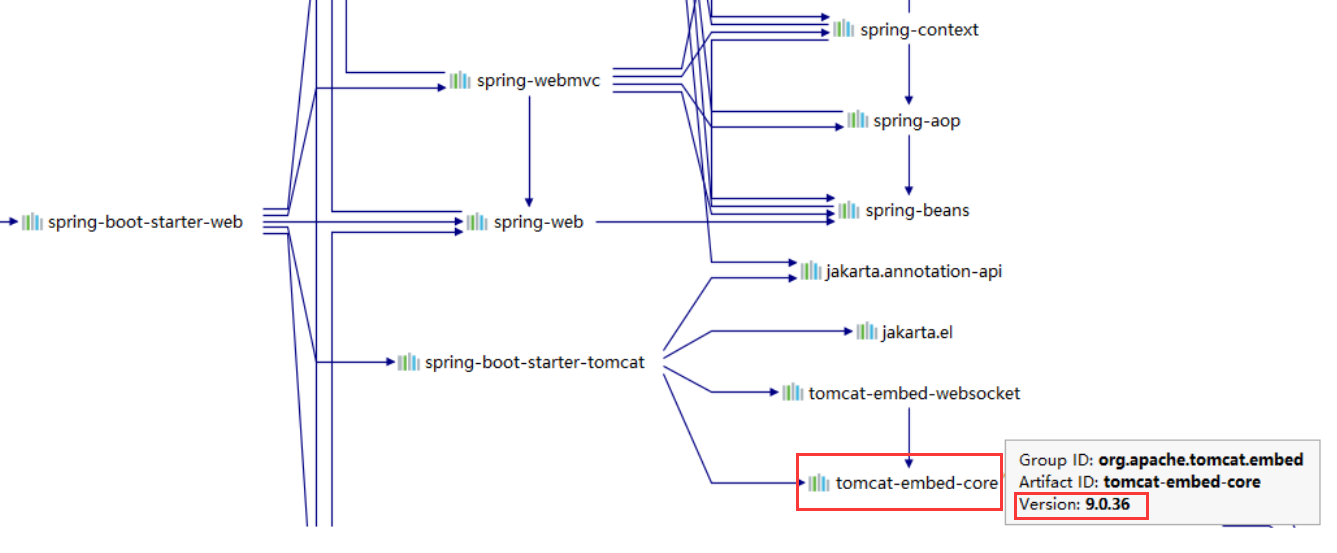 spring-context
spring-webmvc
spring-aop
spring-beans
spring-boot-starter-web
spring-web
jakarta.annotation-api
jakarta.el
spring-boot-starter-tomcat
tomcat-embed-websocket
tomcat-embed-core
Group ID: org.apache.tomcat.embed
Artifact ID: tomcat-embed-core
Version: 9.0.36